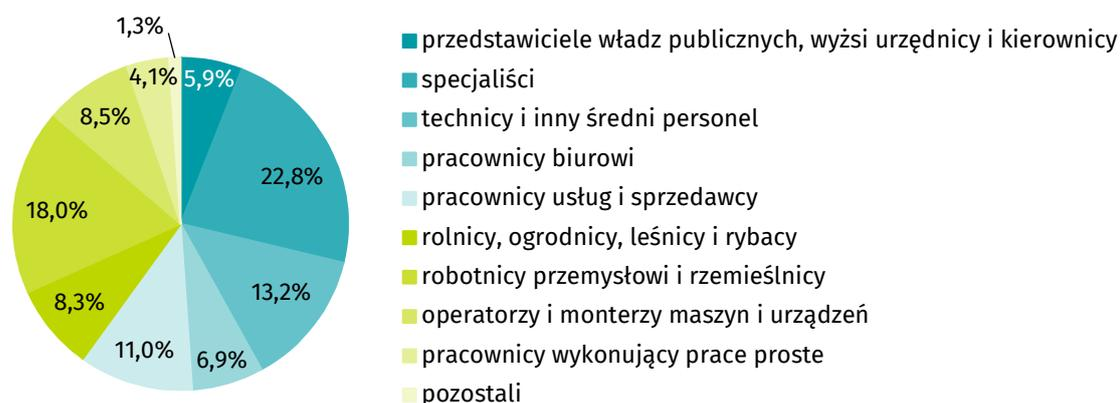 1,3%
4,1%
5,9%
8,5%
22,8%
18,0%
13,2%
8,3%
11,0%
6,9%
przedstawiciele władz publicznych, wyżsi urzędnicy i kierownicy
specjaliści
technicy i inny średni personel
pracownicy biurowi
pracownicy usług i sprzedawcy
rolnicy, ogrodnicy, leśnicy i rybacy
robotnicy przemysłowi i rzemieślnicy
operatorzy i monterzy maszyn i urządzeń
pracownicy wykonujący prace proste
pozostali